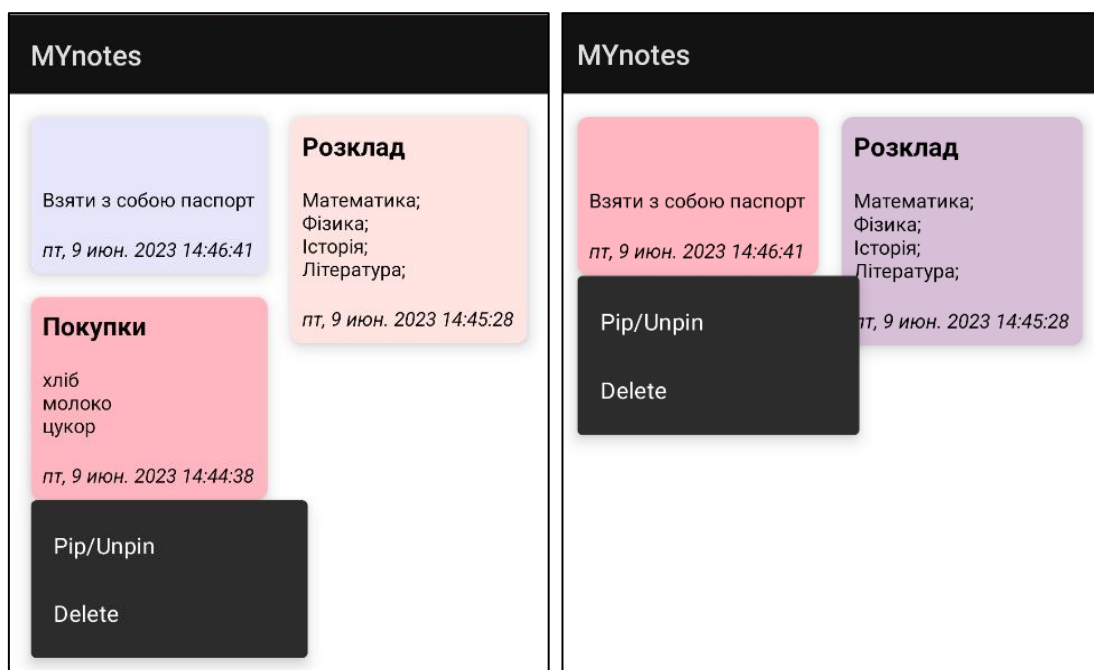 MYnotes
Взяти з собою паспорт
пт, 9 июн. 2023 14:46:41
Розклад
Математика;
Фізика;
Історія;
Література;
пт, 9 июн. 2023 14:45:28
Покупки
хліб
молоко
цукор
пт, 9 июн. 2023 14:44:38
Pip/Unpin
Delete
MYnotes
Взяти з собою паспорт
пт, 9 июн. 2023 14:46:41
Розклад
Математика;
Фізика;
Історія;
Література;
пт, 9 июн. 2023 14:45:28
Pip/Unpin
Delete